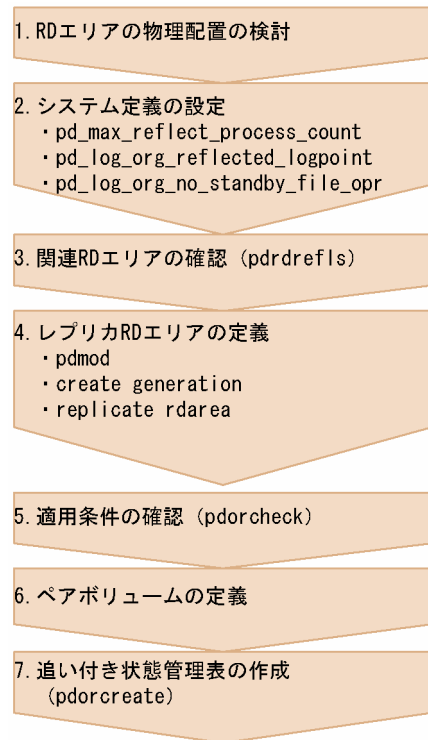 1. RDエリアの物理配置の検討
2. システム定義の設定
・pd_max_reflect_process_count
・pd_log_org_reflected_logpoint
・pd_log_org_no_standby_file_opr
3. 関連RDエリアの確認（pdrdrefls）
4. レプリカRDエリアの定義
・pdmod
・create generation
・replicate rdarea
5. 適用条件の確認（pdorcheck）
6. ペアボリュームの定義
7. 追い付き状態管理表の作成
（pdorcreate）